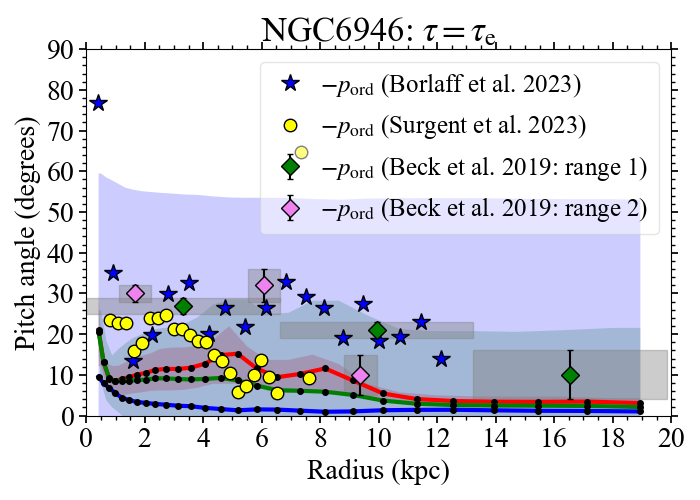 NGC6946: τ = τe
Pitch angle (degrees)
90
80
70
60
50
40
30
20
10
0
−pord (Borlaff et al. 2023)
−pord (Surgent et al. 2023)
−pord (Beck et al. 2019: range 1)
−pord (Beck et al. 2019: range 2)
0 2 4 6 8 10 12 14 16 18 20
Radius (kpc)